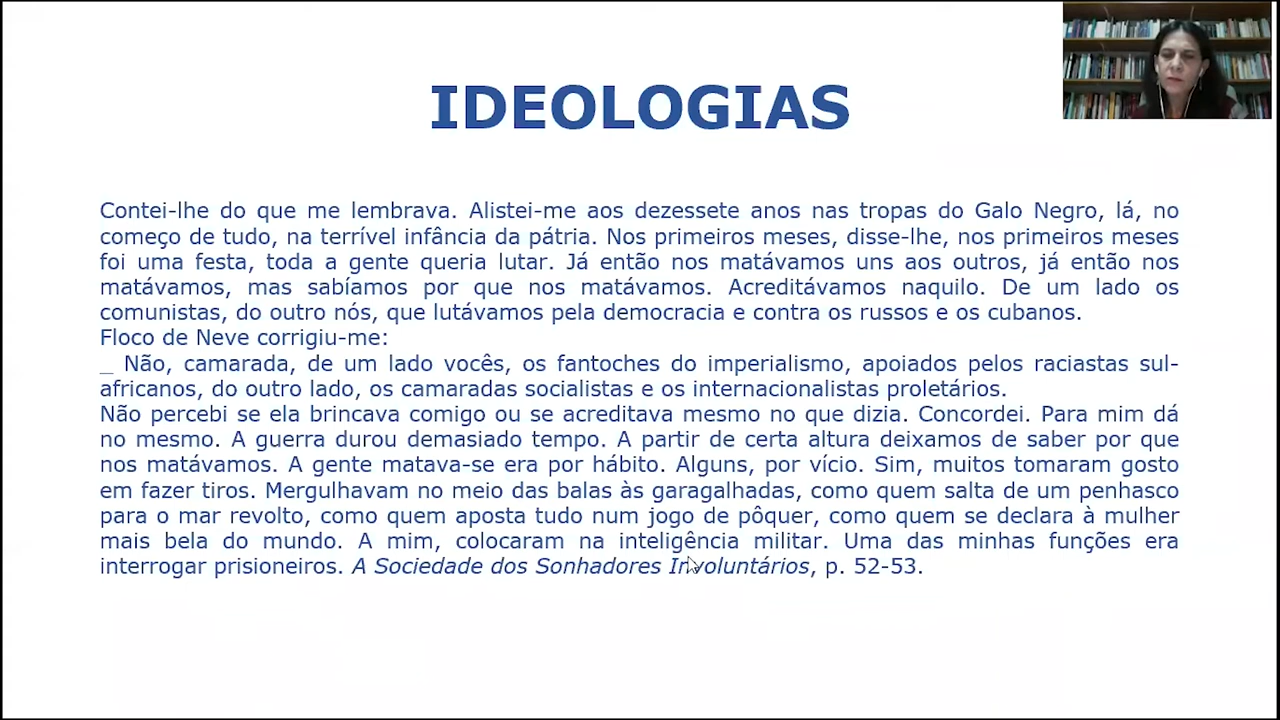 IDEOLOGIAS
Contei-lhe do que me lembrava. Alistei-me aos dezessete anos nas tropas do Galo Negro, lá, no
começo de tudo, na terrível infância da pátria. Nos primeiros meses, disse-lhe, nos primeiros meses
foi uma festa, toda a gente queria lutar. Já então nos matávamos uns aos outros, já então nos
matávamos, mas sabíamos por que nos matávamos. Acreditávamos naquilo. De um lado os
comunistas, do outro nós, que lutávamos pela democracia e contra os russos e os cubanos.
Floco de Neve corrigiu-me:
_ Não, camarada, de um lado vocês, os fantoches do imperialismo, apoiados pelos raciastas sul-
africanos, do outro lado, os camaradas socialistas e os internacionalistas proletários.
Não percebi se ela brincava comigo ou se acreditava mesmo no que dizia. Concordei. Para mim dá
no mesmo. A guerra durou demasiado tempo. A partir de certa altura deixamos de saber por que
nos matávamos. A gente matava-se era por hábito. Alguns, por vício. Sim, muitos tomaram gosto
em fazer tiros. Mergulhavam no meio das balas às garagalhadas, como quem salta de um penhasco
para o mar revolto, como quem aposta tudo num jogo de pôquer, como quem se declara à mulher
mais bela do mundo. A mim, colocaram na inteligência militar. Uma das minhas funções era
interrogar prisioneiros. A Sociedade dos Sonhadores Involuntários, p. 52-53.